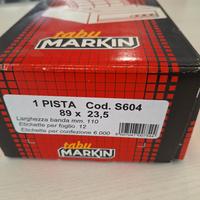 tabu
MARKIN
1 PISTA Cod. S604
89 x 23,5
Larghezza banda mm. 110
Etichette per foglio 12
Etichette per confezione 6.000
tabu
MARKIN